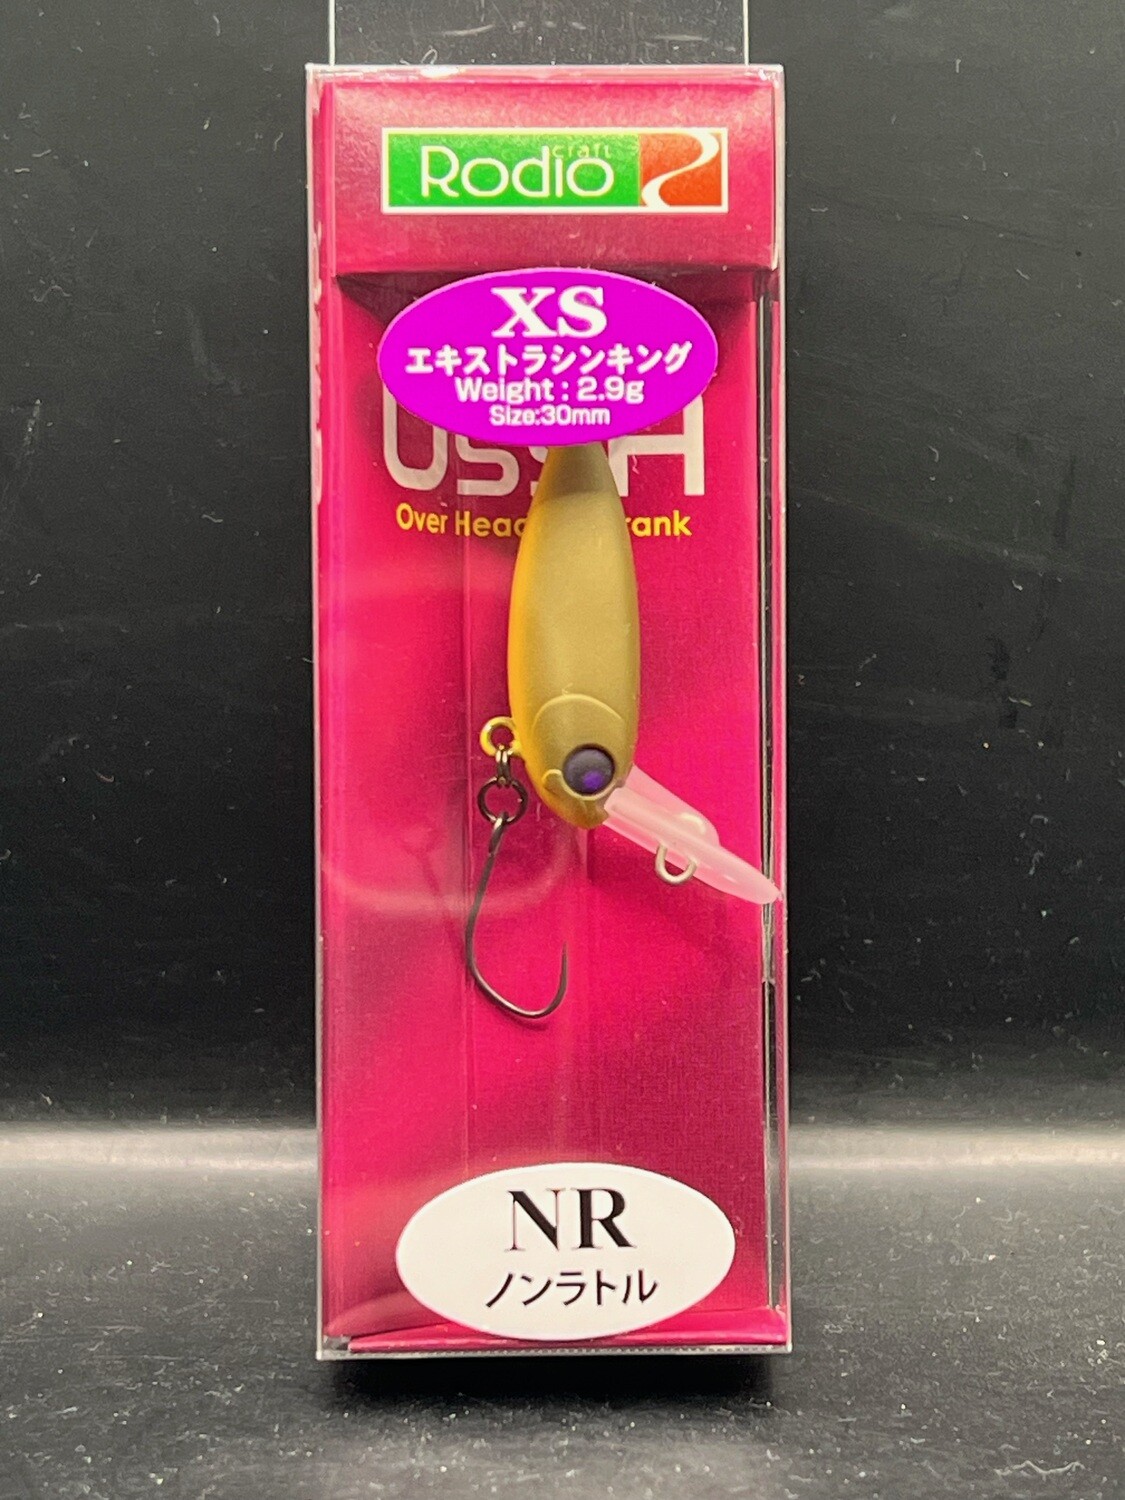 Rodio craft
XS
エキストラシンキング
Weight : 2.9g
Size:30mm
Over Head
NR
ノンラトル